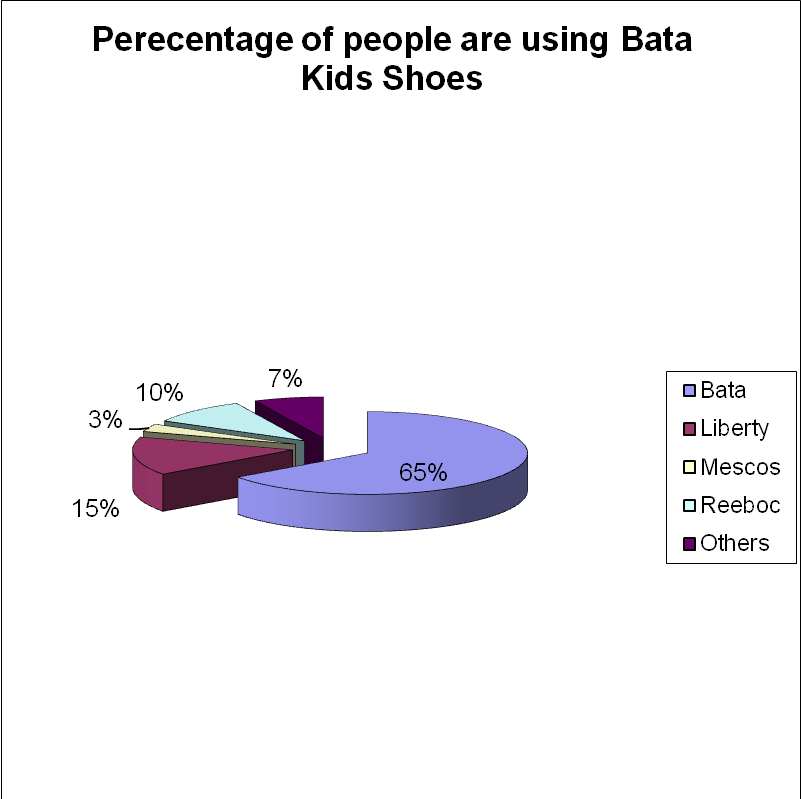 Perecentage of people are using Bata
Kids Shoes
7%
10%
3%
65%
15%
Bata
Liberty
Mescos
Reeboc
Others